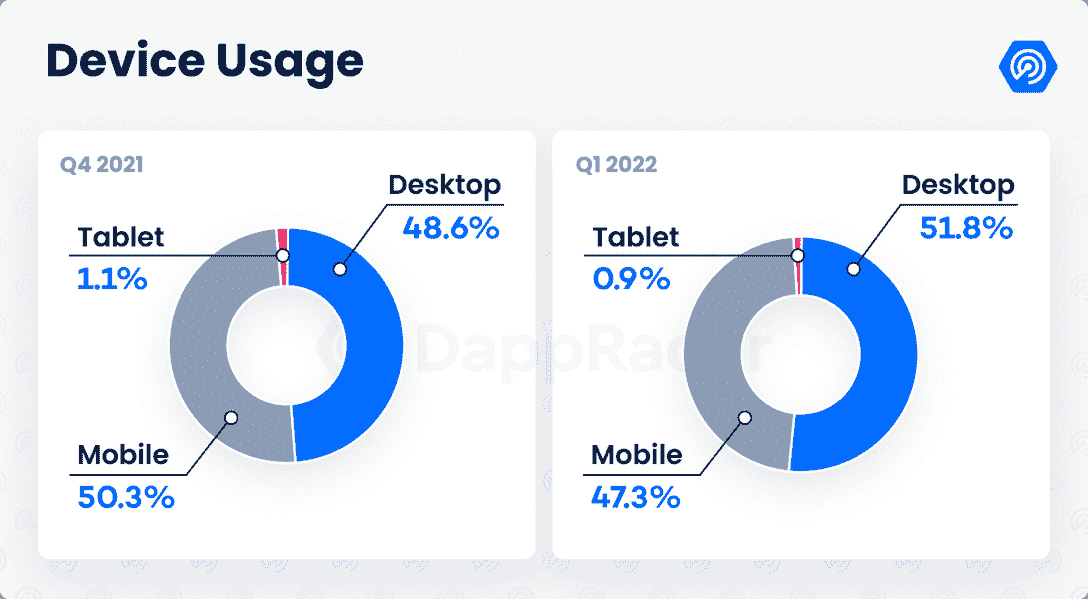 Device Usage
Q4 2021
Desktop
48.6%
Tablet
1.1%
Mobile
50.3%
Q1 2022
Desktop
51.8%
Tablet
0.9%
Mobile
47.3%
DappRadar